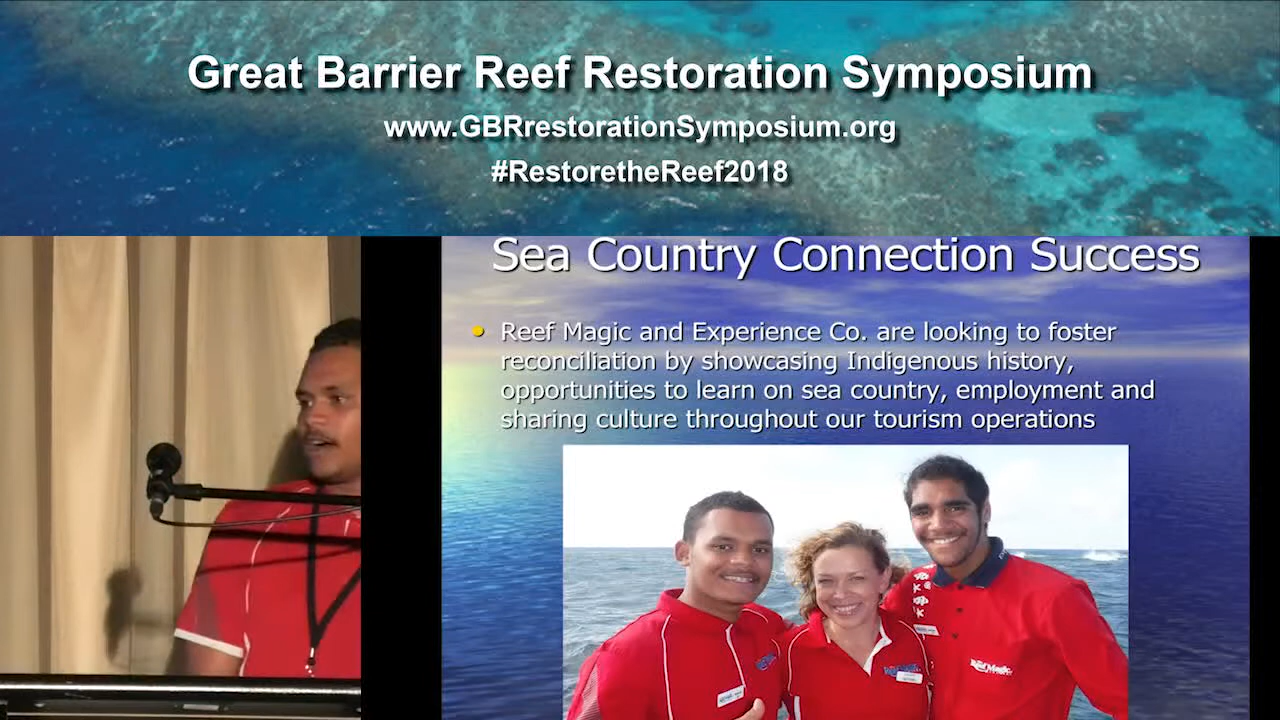 Great Barrier Reef Restoration Symposium
www.GBRrestorationSymposium.org
#RestoretheReef2018
Sea Country Connection Success
Reef Magic and Experience Co. are looking to foster
reconciliation by showcasing Indigenous history,
opportunities to learn on sea country, employment and
sharing culture throughout our tourism operations
Reef Magic